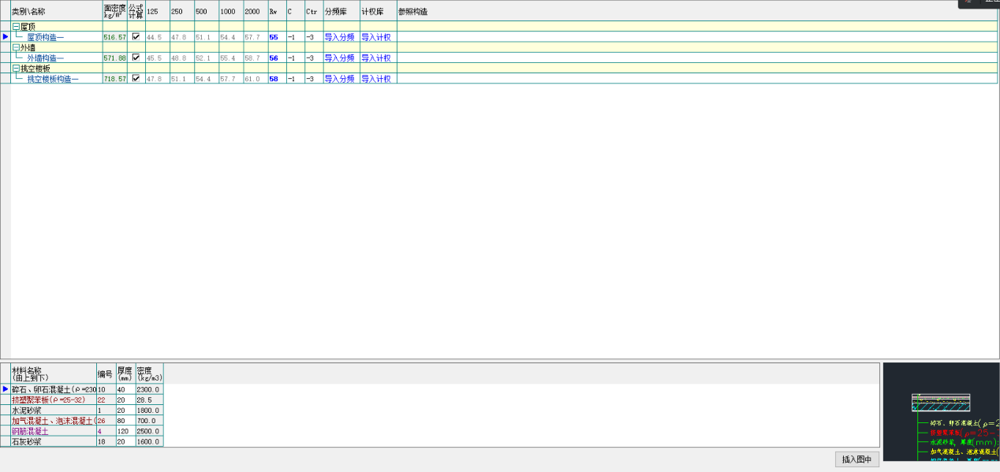 类别\名称 面密度 kg/m² 公式计算 125 250 500 1000 2000 Rw C Ctr 分频库 计权库 参照构造
屋顶
屋顶构造一 516.57 44.5 47.8 51.1 54.4 57.7 55 -1 -3 导入分频 导入计权
外墙
外墙构造一 571.88 45.5 48.8 52.1 55.4 58.7 56 -1 -3 导入分频 导入计权
挑空楼板
挑空楼板构造一 718.57 47.8 51.1 54.4 57.7 61.0 58 -1 -3 导入分频 导入计权
材料名称 (由上到下) 编号 厚度 (mm) 密度 (kg/m3)
碎石、卵石混凝土(ρ=230 10 40 2300.0
挤塑聚苯板(ρ=25-32) 22 20 28.5
水泥砂浆 1 20 1800.0
加气混凝土、泡沫混凝土( 26 80 700.0
钢筋混凝土 4 120 2500.0
石灰砂浆 18 20 1600.0
碎石、卵石混凝土(ρ=2
挤塑聚苯板(ρ=25-
水泥砂浆, 厚度(mm):
加气混凝土、泡沫混凝土(
插入图中